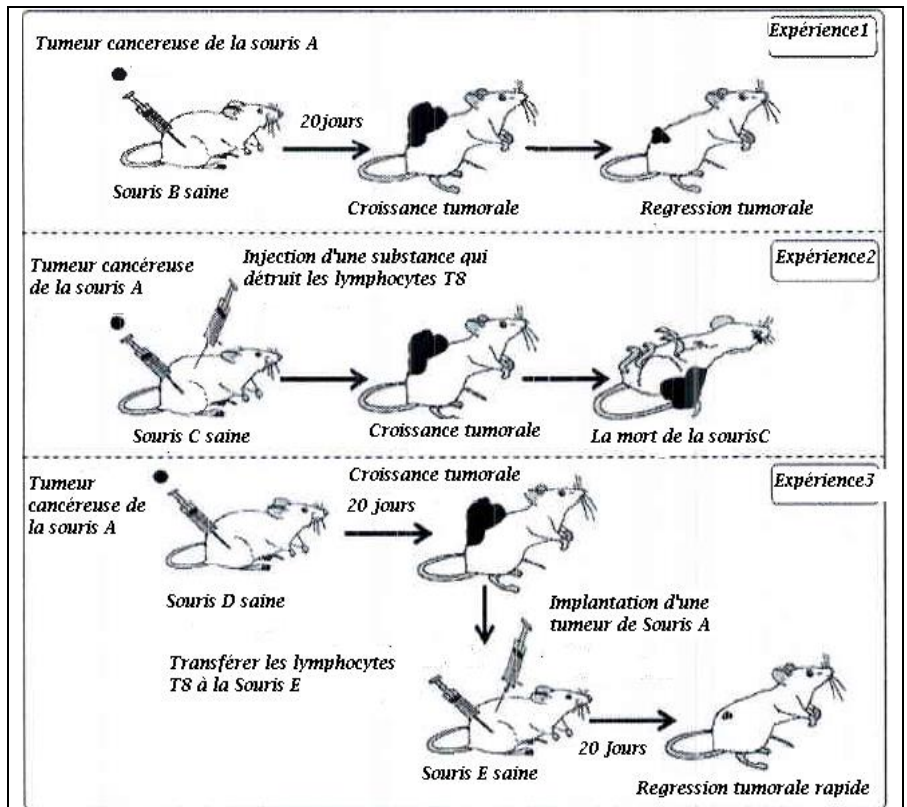 Expérience1
Tumeur cancereuse de la souris A
20jours
Souris B saine
Croissance tumorale
Regression tumorale
Expérience2
Injection d'une substance qui
détruit les lymphocytes T8
Tumeur cancéreuse
de la souris A
Souris C saine
Croissance tumorale
La mort de la sourisC
Expérience3
Tumeur
cancéreuse de
la souris A
Croissance tumorale
20 jours
Souris D saine
Implantation d'une
tumeur de Souris A
Transférer les lymphocytes
T8 à la Souris E
20 Jours
Souris E saine
Regression tumorale rapide